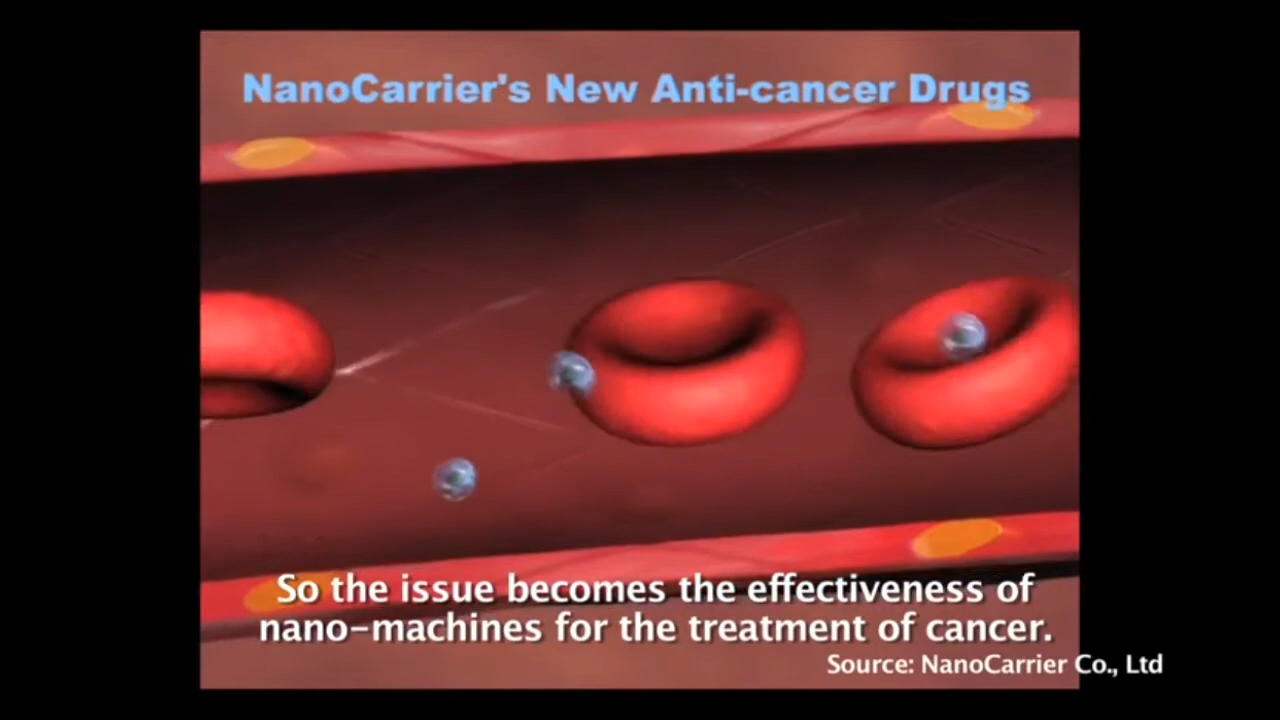 NanoCarrier's New Anti-cancer Drugs
So the issue becomes the effectiveness of
nano-machines for the treatment of cancer.
Source: NanoCarrier Co., Ltd